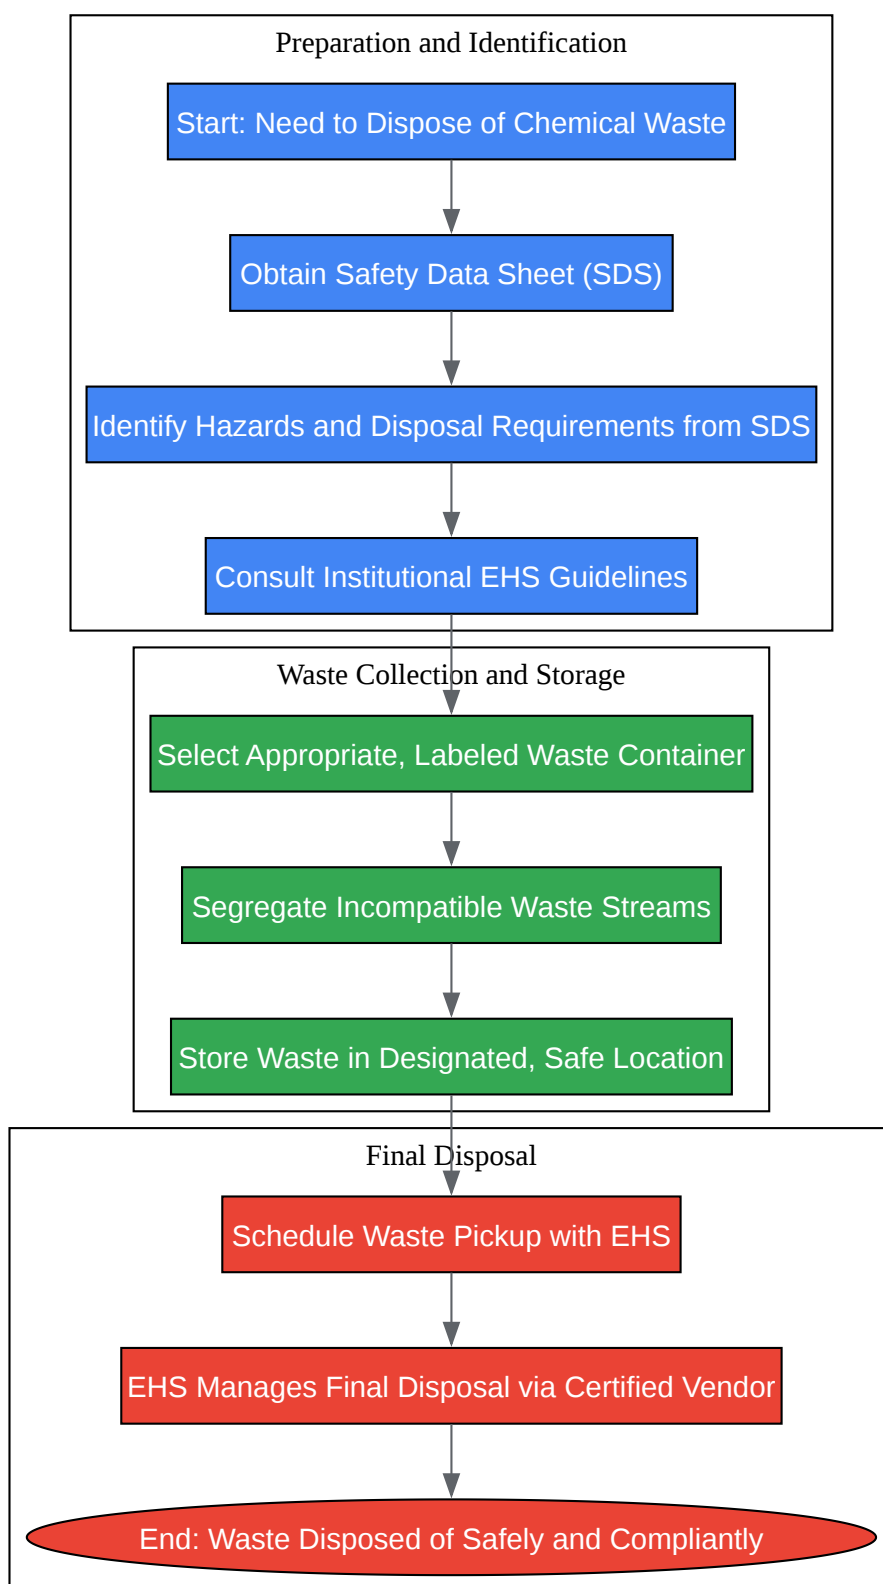 Preparation and Identification
Start: Need to Dispose of Chemical Waste
Obtain Safety Data Sheet (SDS)
Identify Hazards and Disposal Requirements from SDS
Consult Institutional EHS Guidelines
Waste Collection and Storage
Select Appropriate, Labeled Waste Container
Segregate Incompatible Waste Streams
Store Waste in Designated, Safe Location
Final Disposal
Schedule Waste Pickup with EHS
EHS Manages Final Disposal via Certified Vendor
End: Waste Disposed of Safely and Compliantly